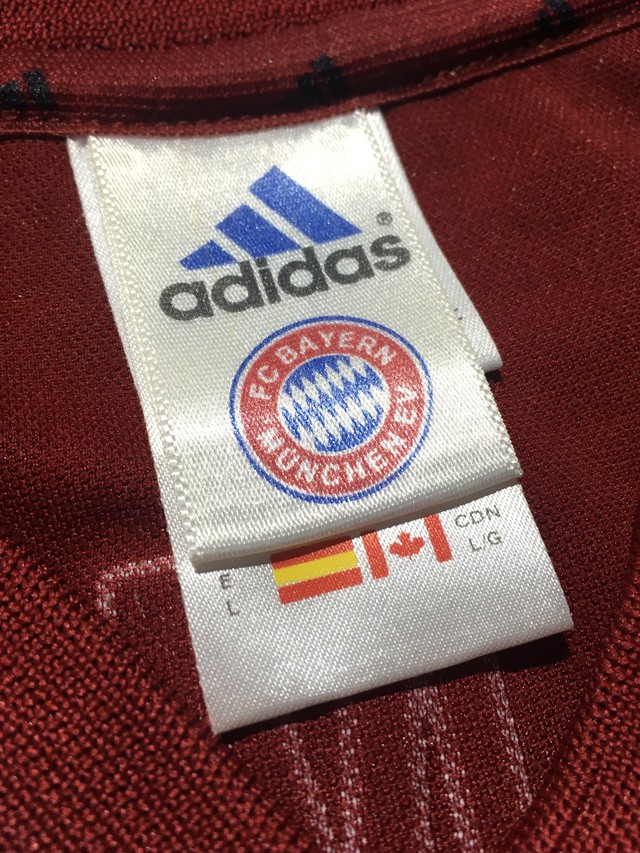 adidas®
FC BAYERN
MÜNCHEN E.V.
E CDN
L L/G